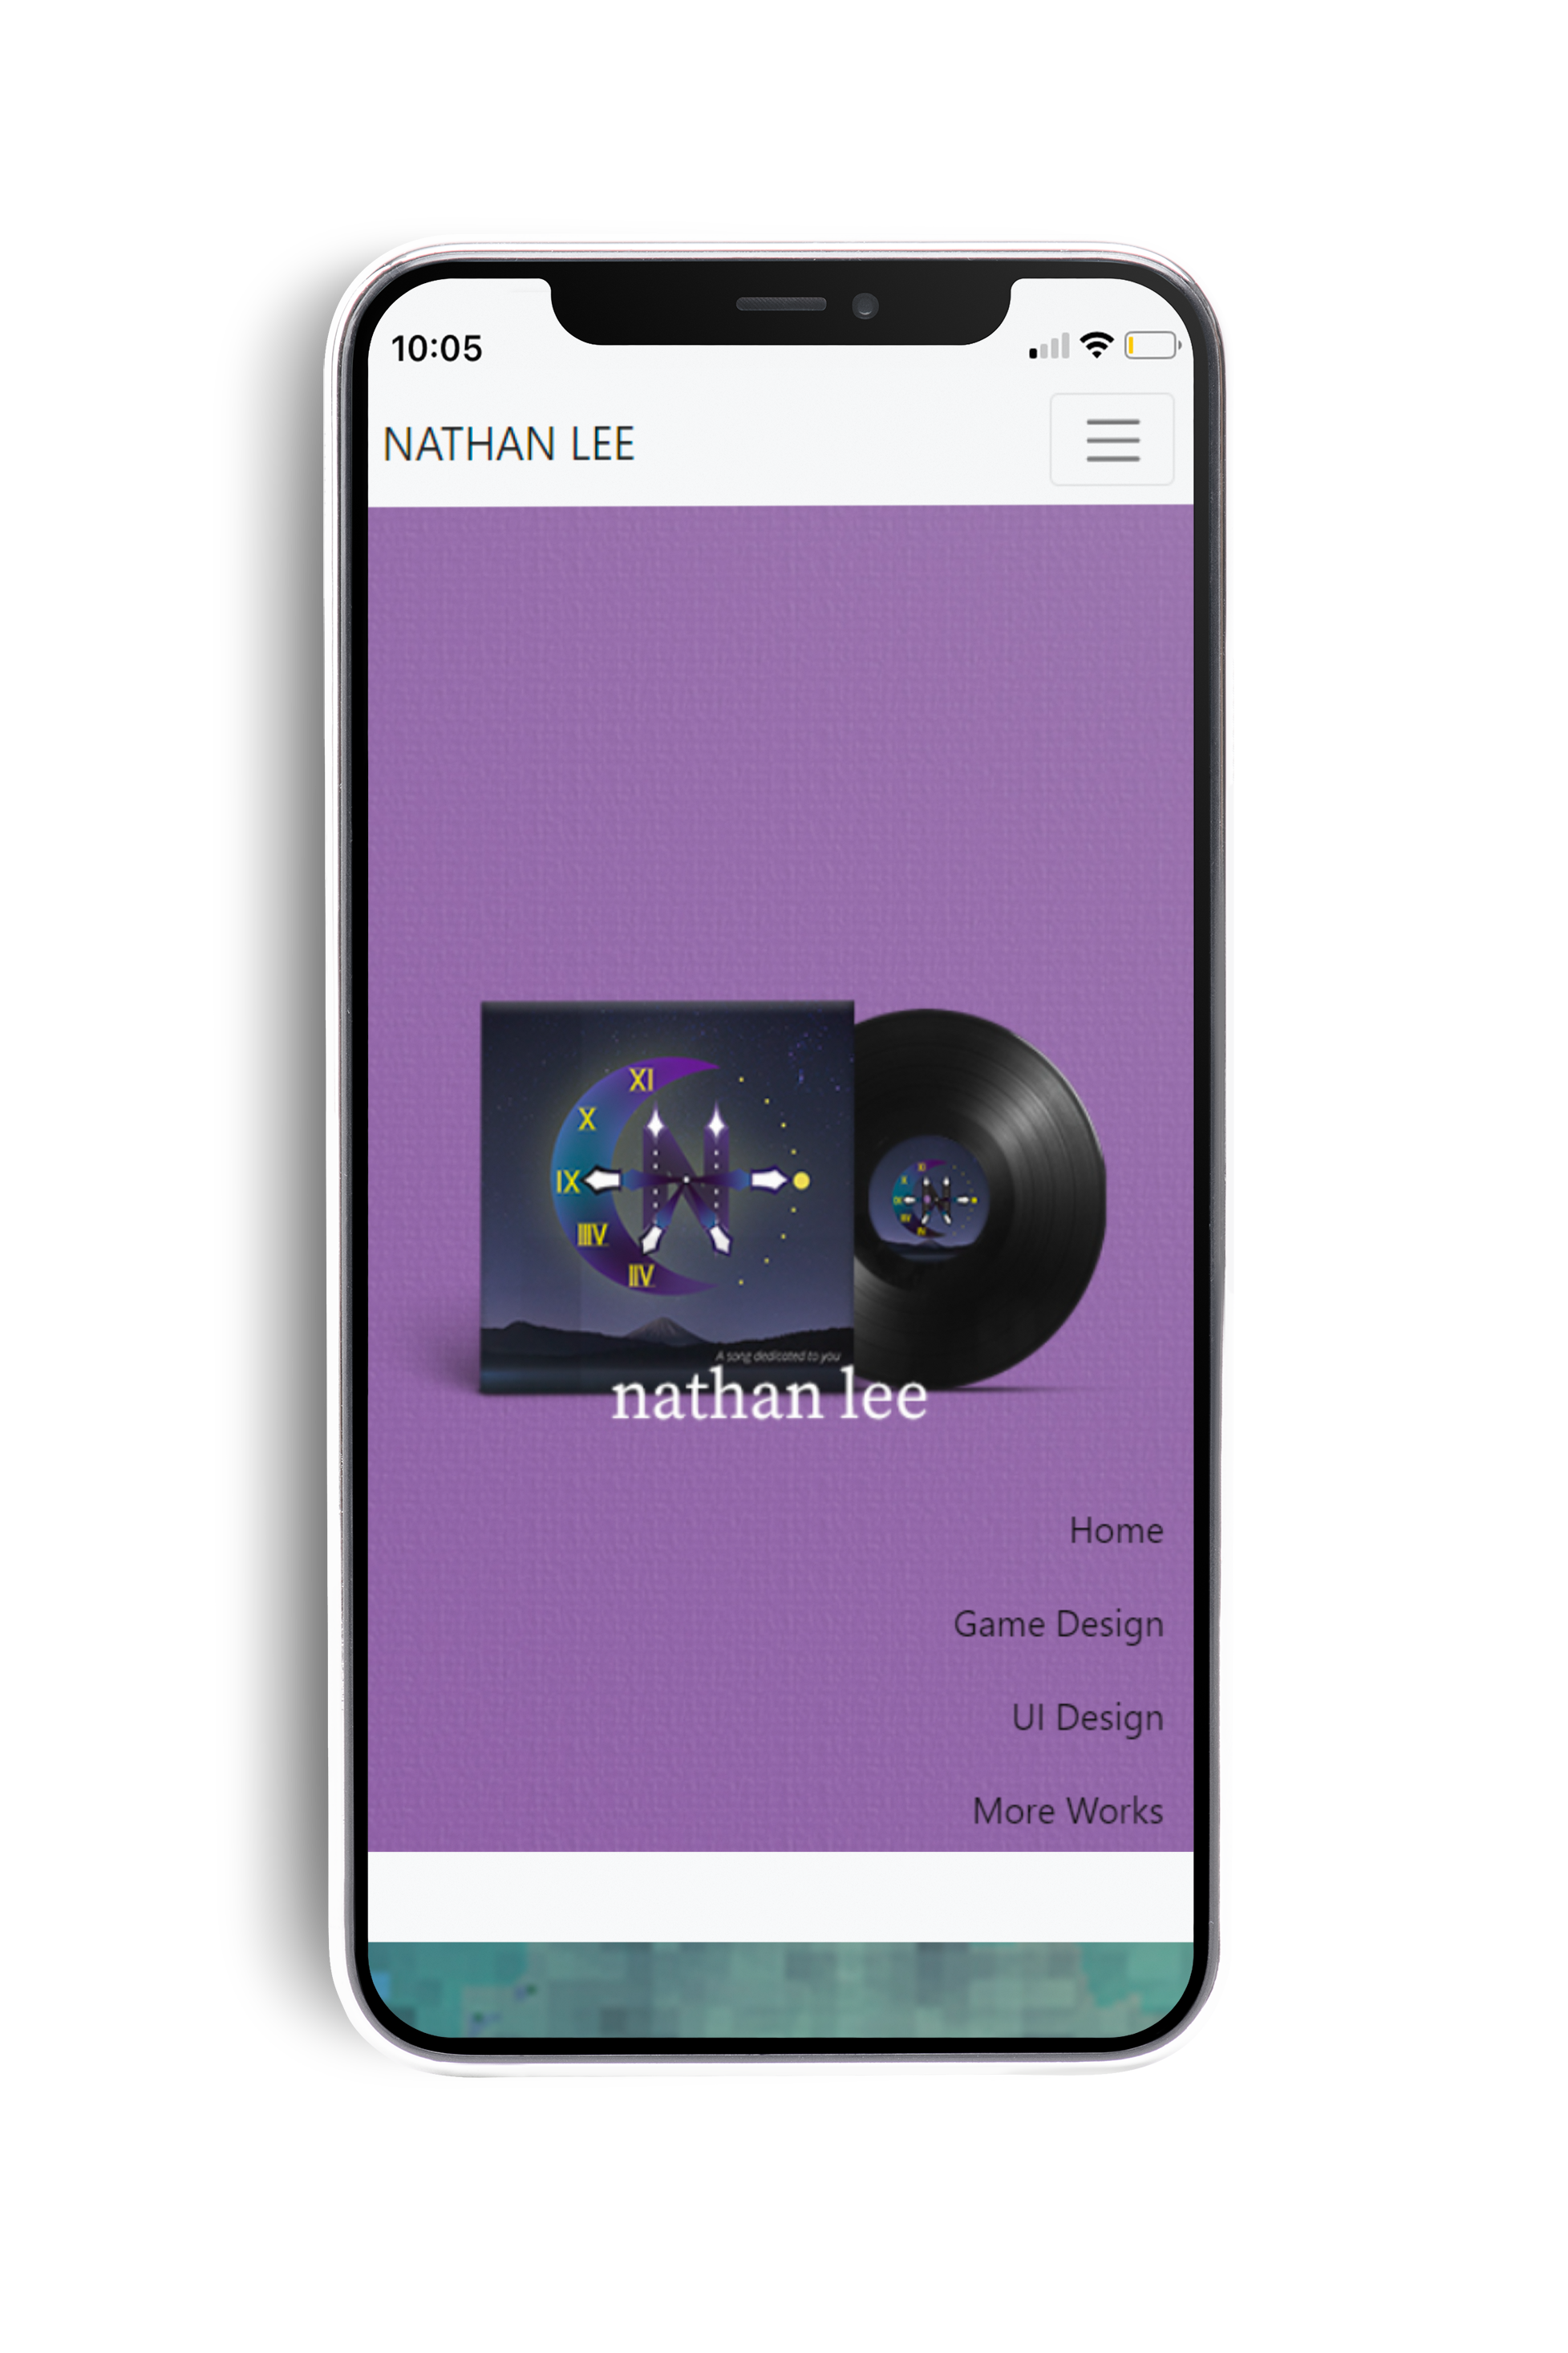 10:05
NATHAN LEE
XI
X
IX
IIIV
IIV
N
A song dedicated to you
nathan lee
Home
Game Design
UI Design
More Works